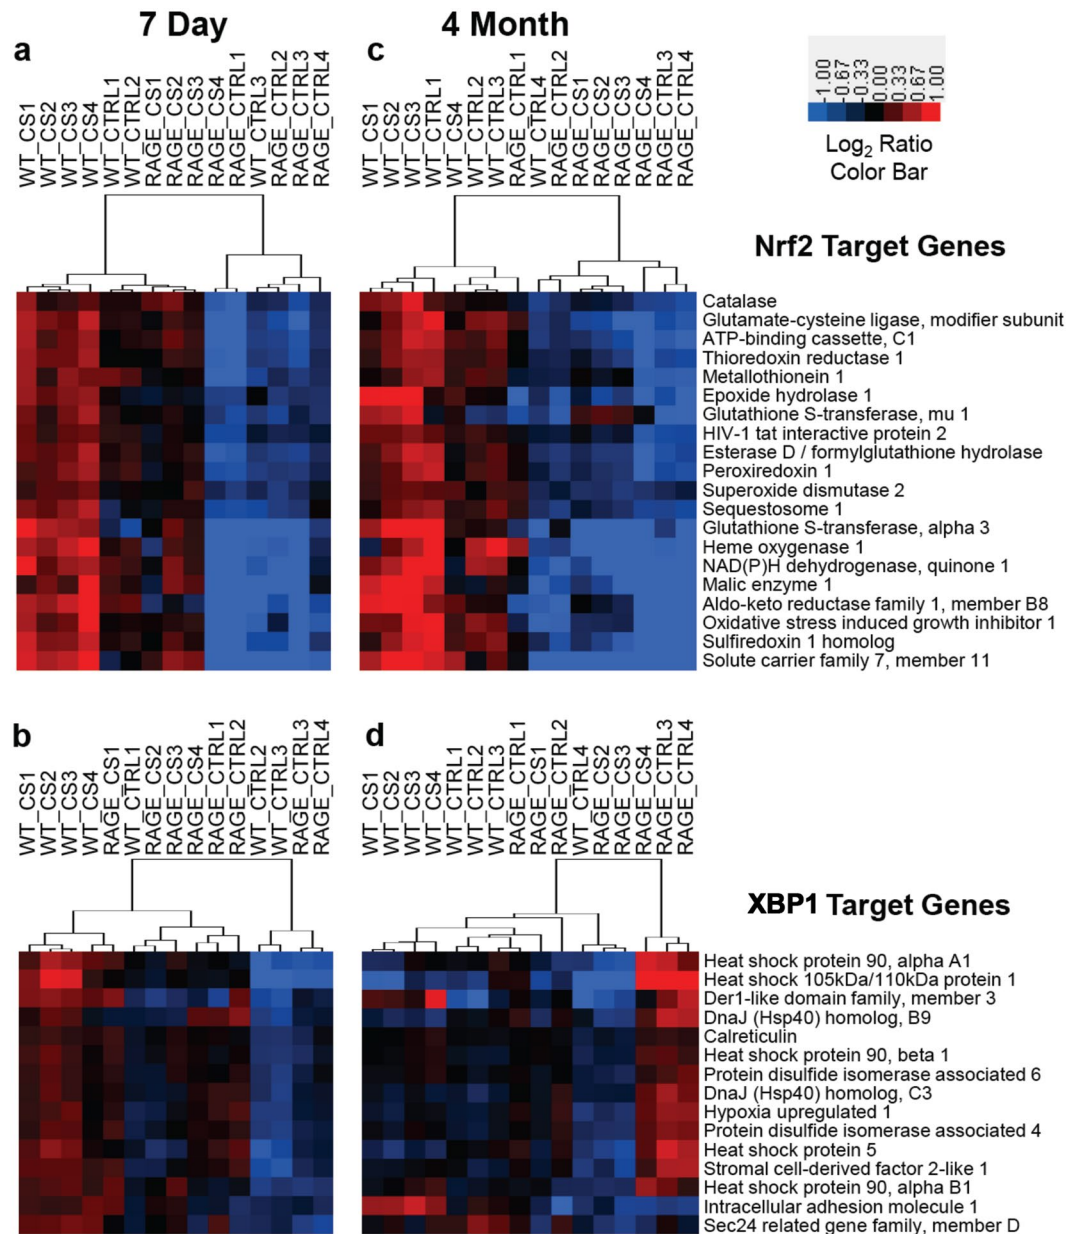 7 Day
4 Month
a
WT_CS1
WT_CS2
WT_CS3
WT_CS4
WT_CTRL1
WT_CTRL2
RAGE_CS1
RAGE_CS2
RAGE_CS3
RAGE_CS4
RAGE_CTRL1
WT_CTRL3
RAGE_CTRL2
RAGE_CTRL3
RAGE_CTRL4
c
WT_CS1
WT_CS2
WT_CS3
WT_CTRL1
WT_CS4
WT_CTRL2
WT_CTRL3
RAGE_CTRL1
WT_CTRL4
RAGE_CTRL2
RAGE_CS1
RAGE_CS2
RAGE_CS3
RAGE_CS4
RAGE_CTRL3
RAGE_CTRL4
-1.00
-0.67
-0.33
0.00
0.33
0.67
1.00
Log2 Ratio
Color Bar
Nrf2 Target Genes
Catalase
Glutamate-cysteine ligase, modifier subunit
ATP-binding cassette, C1
Thioredoxin reductase 1
Metallothionein 1
Epoxide hydrolase 1
Glutathione S-transferase, mu 1
HIV-1 tat interactive protein 2
Esterase D / formylglutathione hydrolase
Peroxiredoxin 1
Superoxide dismutase 2
Sequestosome 1
Glutathione S-transferase, alpha 3
Heme oxygenase 1
NAD(P)H dehydrogenase, quinone 1
Malic enzyme 1
Aldo-keto reductase family 1, member B8
Oxidative stress induced growth inhibitor 1
Sulfiredoxin 1 homolog
Solute carrier family 7, member 11
b
WT_CS1
WT_CS2
WT_CS3
WT_CS4
RAGE_CS1
WT_CTRL1
RAGE_CS2
RAGE_CS3
RAGE_CS4
RAGE_CTRL1
RAGE_CTRL2
WT_CTRL2
WT_CTRL3
RAGE_CTRL3
RAGE_CTRL4
d
WT_CS1
WT_CS2
WT_CS3
WT_CS4
WT_CTRL1
WT_CTRL2
WT_CTRL3
RAGE_CTRL1
RAGE_CS1
RAGE_CTRL2
WT_CTRL4
RAGE_CS2
RAGE_CS3
RAGE_CS4
RAGE_CTRL3
RAGE_CTRL4
XBP1 Target Genes
Heat shock protein 90, alpha A1
Heat shock 105kDa/110kDa protein 1
Der1-like domain family, member 3
DnaJ (Hsp40) homolog, B9
Calreticulin
Heat shock protein 90, beta 1
Protein disulfide isomerase associated 6
DnaJ (Hsp40) homolog, C3
Hypoxia upregulated 1
Protein disulfide isomerase associated 4
Heat shock protein 5
Stromal cell-derived factor 2-like 1
Heat shock protein 90, alpha B1
Intracellular adhesion molecule 1
Sec24 related gene family, member D